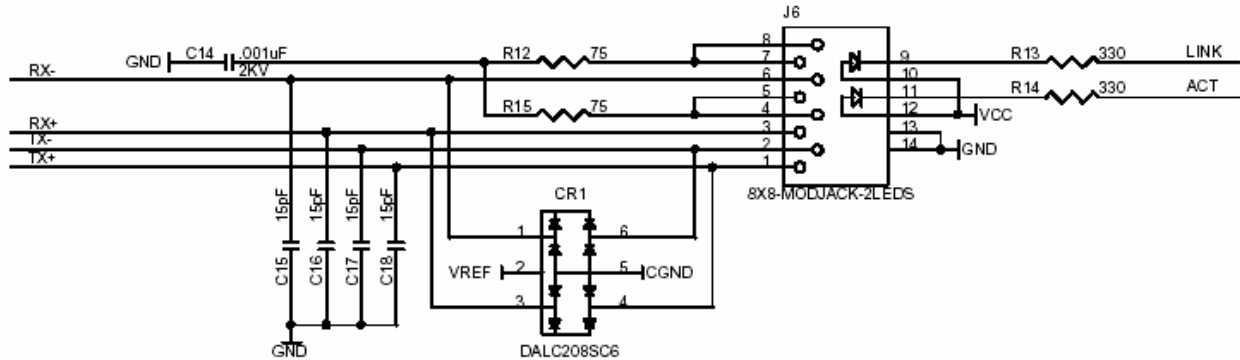 J6
C14
.001uF
2KV
GND
R12
75
8
7
6
5
4
3
2
1
9
10
11
12
13
14
R13
330
LINK
R14
330
ACT
VCC
GND
RX-
R15
75
RX+
TX-
TX+
8X8-MODJACK-2LEDS
15pF
15pF
15pF
15pF
C15
C16
C17
C18
GND
CR1
1
6
VREF
2
5
CGND
3
4
DALC208SC6